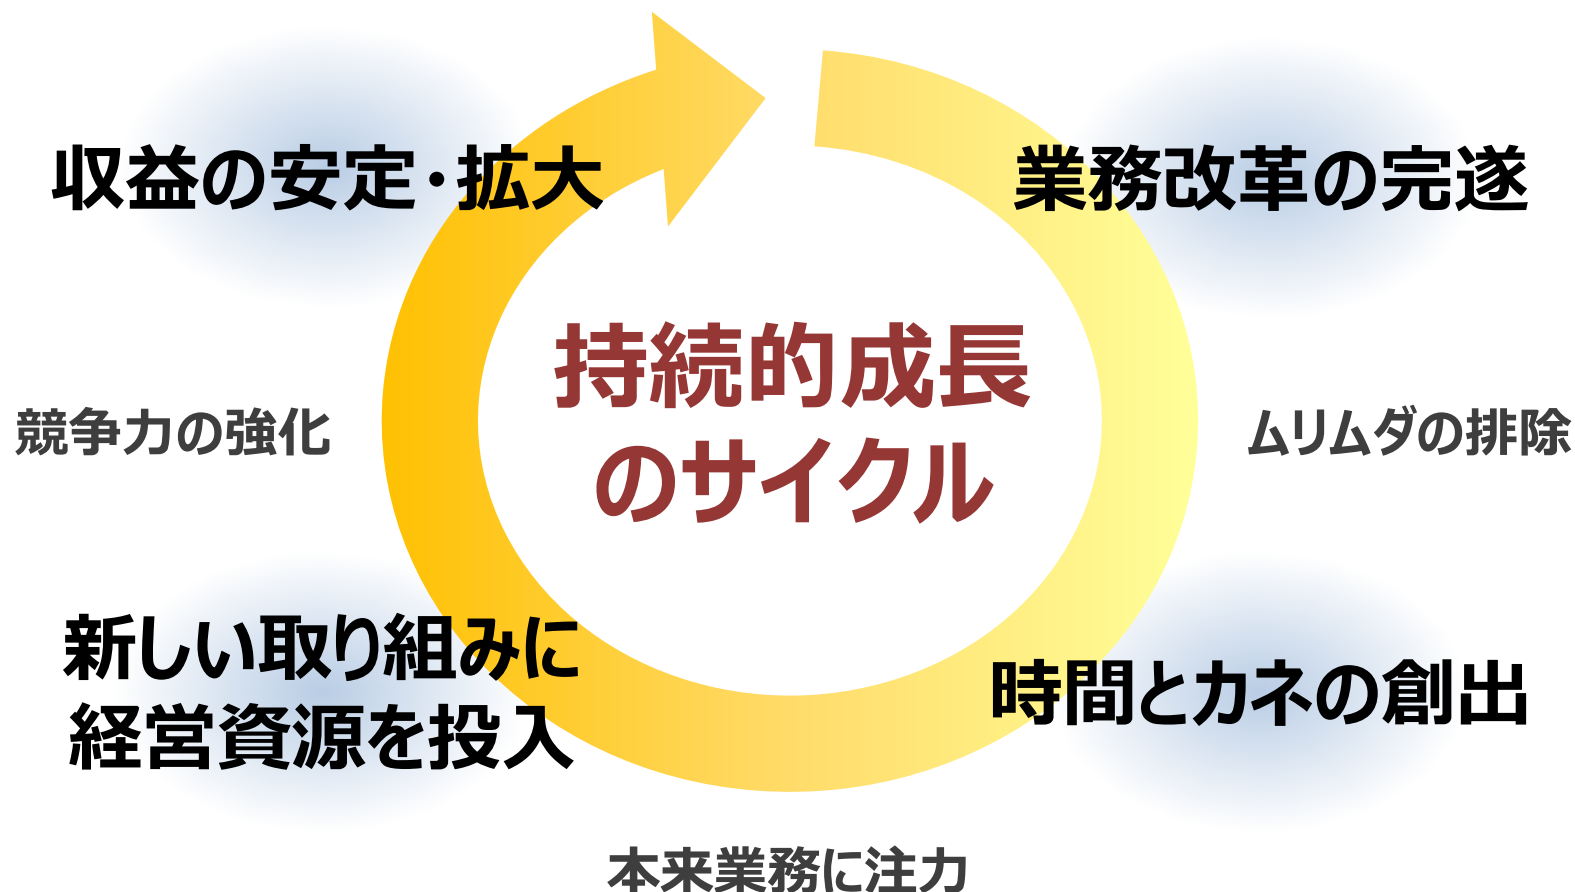 収益の安定・拡大
業務改革の完遂
持続的成長
のサイクル
競争力の強化
ムリムダの排除
新しい取り組みに
経営資源を投入
時間とカネの創出
本来業務に注力